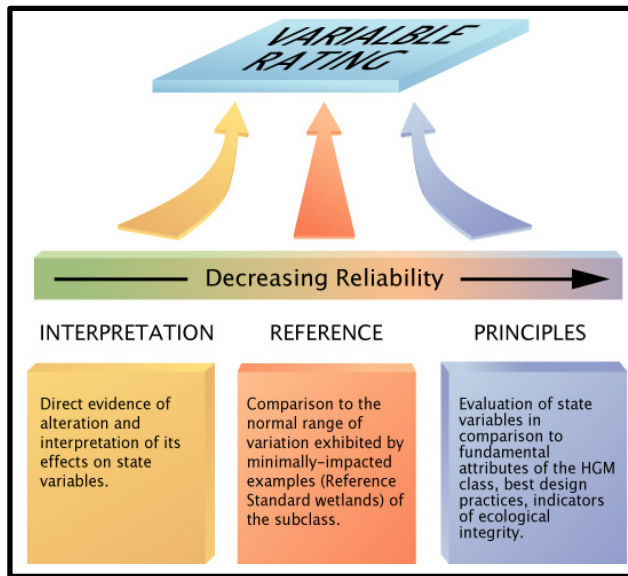 VARIALBLE
RATING
Decreasing Reliability
INTERPRETATION
REFERENCE
PRINCIPLES
Direct evidence of
alteration and
interpretation of its
effects on state
variables.
Comparison to the
normal range of
variation exhibited by
minimally-impacted
examples (Reference
Standard wetlands) of
the subclass.
Evaluation of state
variables in
comparison to
fundamental
attributes of the HGM
class, best design
practices, indicators
of ecological
integrity.